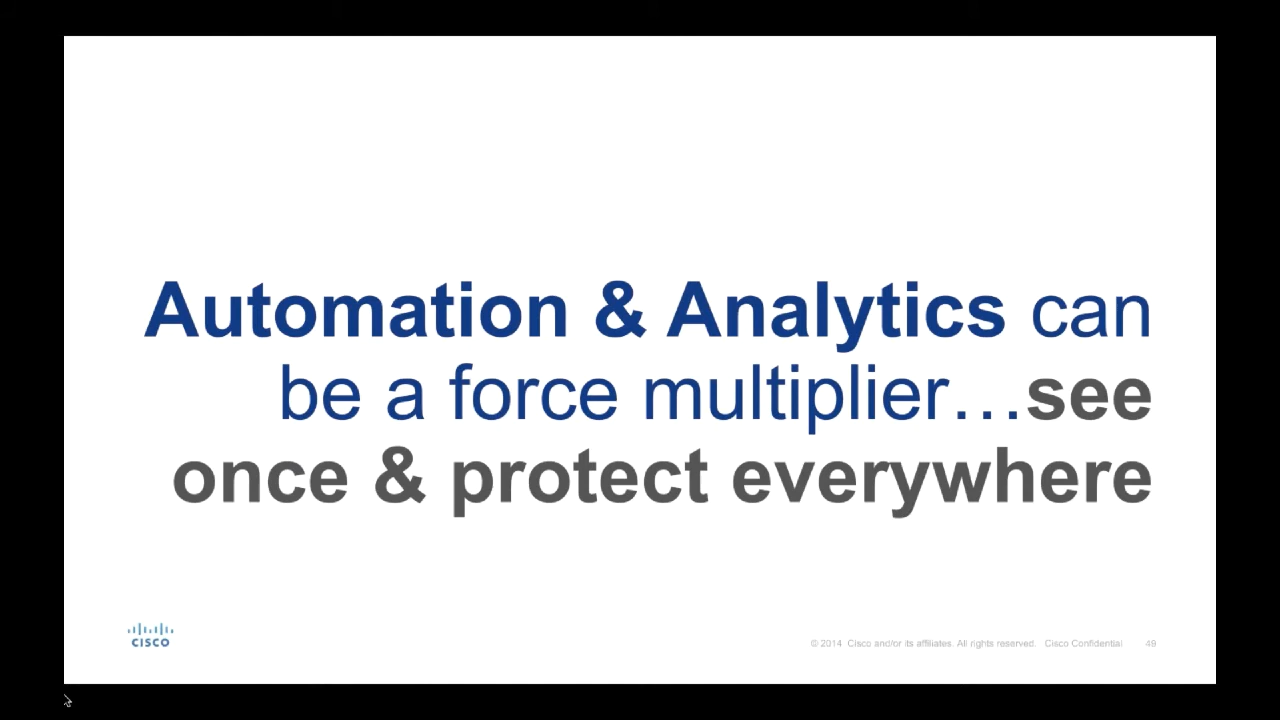 Automation & Analytics can
be a force multiplier…see
once & protect everywhere
CISCO
© 2014 Cisco and/or its affiliates. All rights reserved. Cisco Confidential 49